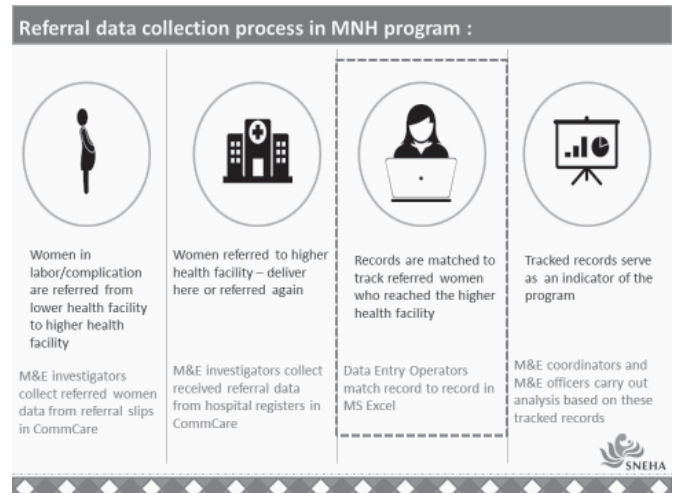 Referral data collection process in MNH program :
Women in
labor/complication
are referred from
lower health facility
to higher health
facility
M&E investigators
collect referred women
data from referral slips
in CommCare
Women referred to higher
health facility – deliver
here or referred again
M&E investigators collect
received referral data
from hospital registers in
CommCare
Records are matched to
track referred women
who reached the higher
health facility
Data Entry Operators
match record to record in
MS Excel
Tracked records serve
as an indicator of the
program
M&E coordinators and
M&E officers carry out
analysis based on these
tracked records
SNEHA